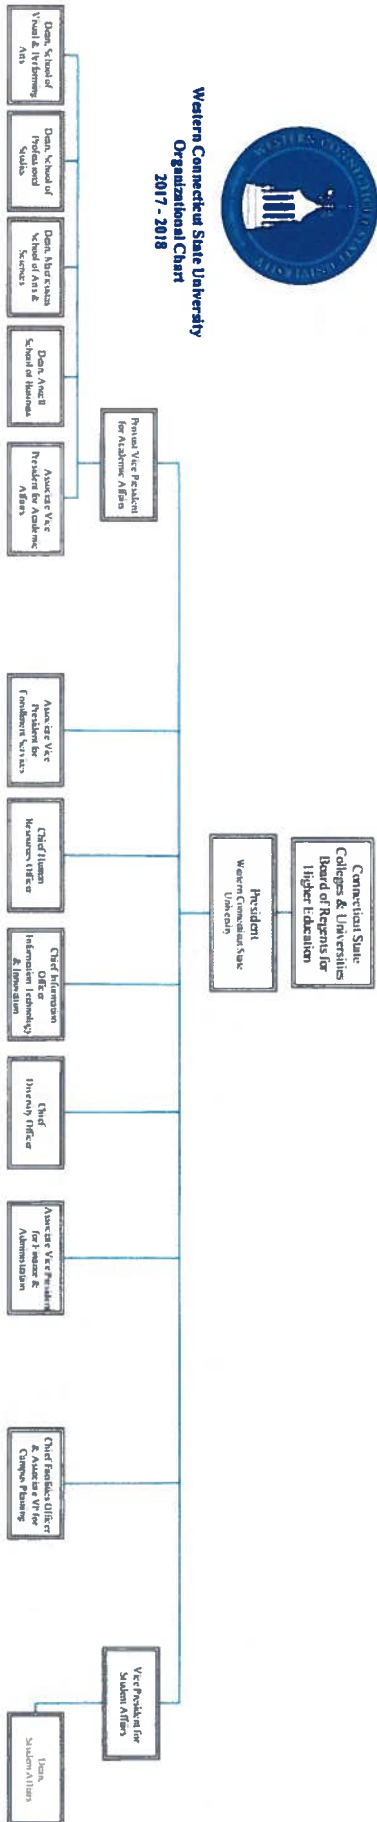 WESTERN CONNECTICUT STATE UNIVERSITY
Western Connecticut State University
Organizational Chart
2017 - 2018
Connecticut State
Colleges & Universities
Board of Regents for
Higher Education
President
Western Connecticut State
University
Provost Vice President
for Academic Affairs
Dean, School of
Visual & Performing
Arts
Dean, School of
Professional
Studies
Dean, Macricostas
School of Arts &
Sciences
Dean, Ancell
School of Business
Associate Vice
President for Academic
Affairs
Associate Vice
President for
Enrollment Services
Chief Human
Resources Officer
Chief Information
Officer
Information Technology
& Innovation
Chief
Diversity Officer
Associate Vice President
for Finance &
Administration
Chief Facilities Officer
& Associate VP for
Campus Planning
Vice President for
Student Affairs
Dean,
Student Affairs